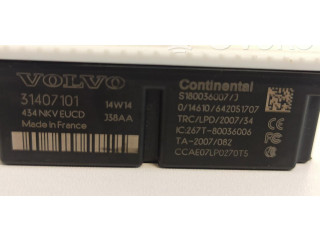 VOLVO
31407101 14W14
434 NKV EUCD 338AA
Made in France
Continental
S180036007/J
0/14610/642051707
TRC/LPD/2007/34
IC:267T-80036006
TA-2007/082
CCAE07LP0270T5